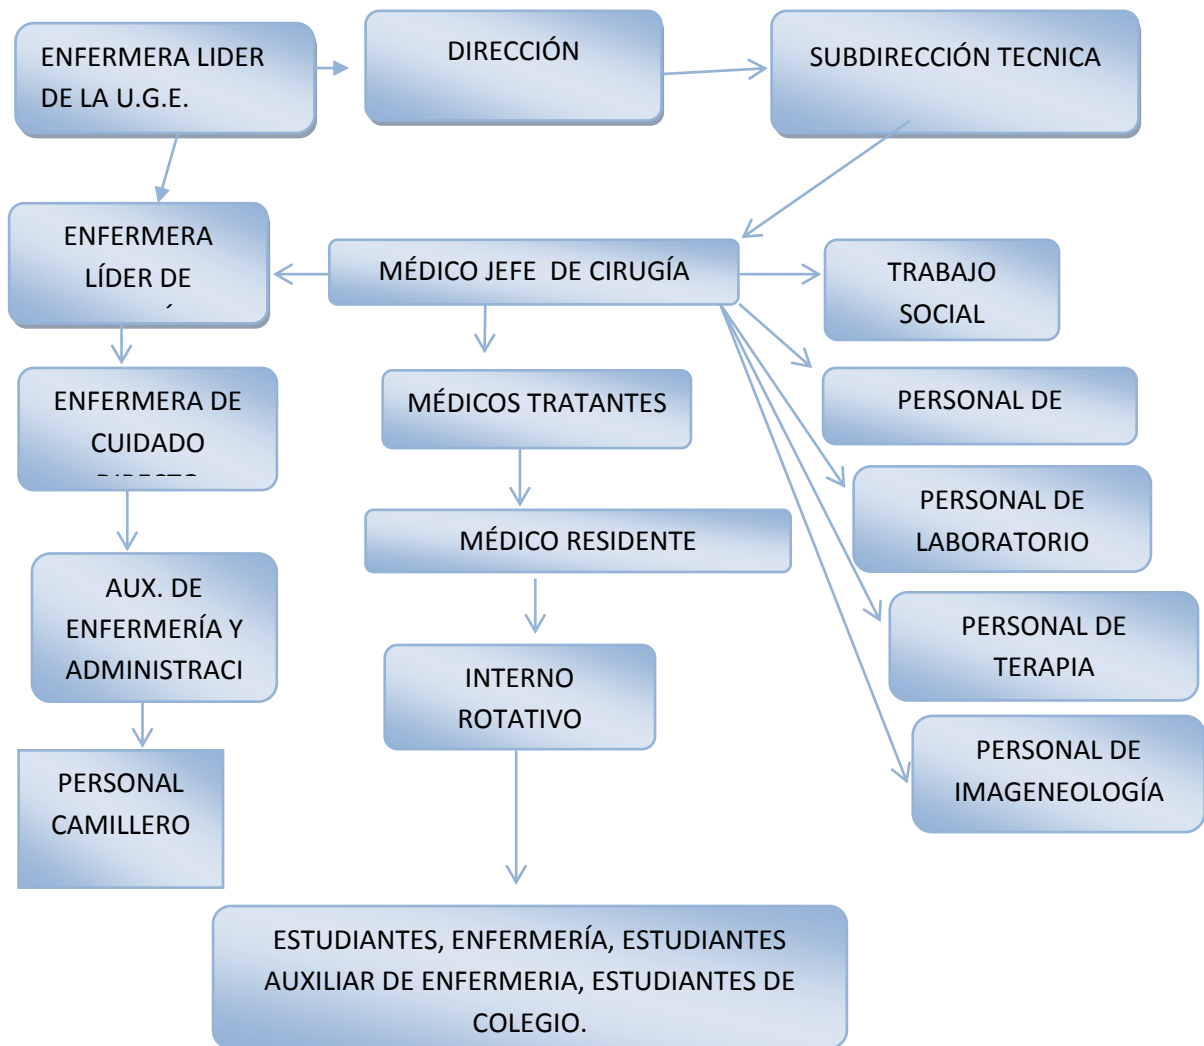 ENFERMERA LIDER
DE LA U.G.E.
DIRECCIÓN
SUBDIRECCIÓN TECNICA
ENFERMERA
LÍDER DE
MÉDICO JEFE DE CIRUGÍA
TRABAJO
SOCIAL
ENFERMERA DE
CUIDADO
MÉDICOS TRATANTES
PERSONAL DE
PERSONAL DE
LABORATORIO
MÉDICO RESIDENTE
AUX. DE
ENFERMERÍA Y
ADMINISTRACI
PERSONAL DE
TERAPIA
INTERNO
ROTATIVO
PERSONAL DE
IMAGENEOLOGÍA
PERSONAL
CAMILLERO
ESTUDIANTES, ENFERMERÍA, ESTUDIANTES
AUXILIAR DE ENFERMERIA, ESTUDIANTES DE
COLEGIO.